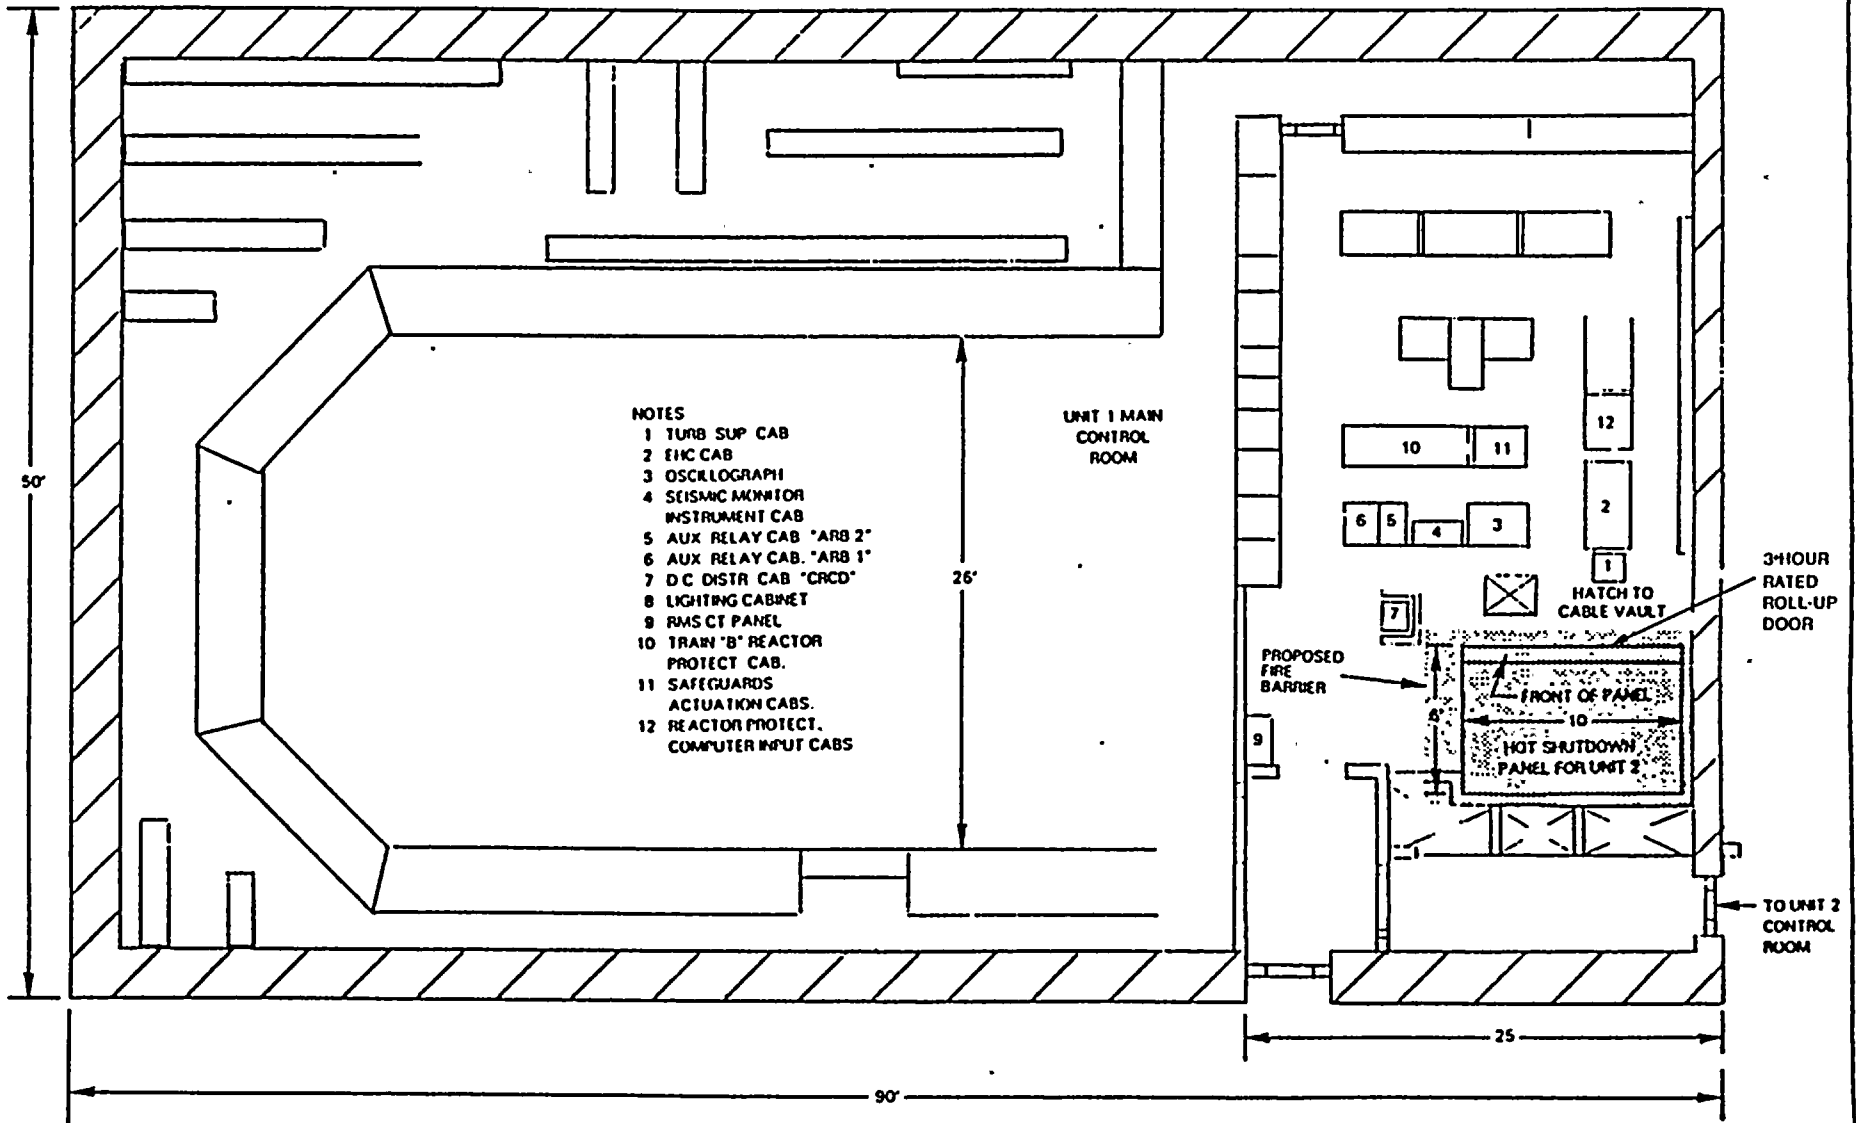 50'
NOTES
1 TURB SUP CAB
2 EHC CAB
3 OSCILLOGRAPH
4 SEISMIC MONITOR
INSTRUMENT CAB
5 AUX RELAY CAB "ARB 2"
6 AUX RELAY CAB. "ARB 1"
7 DC DISTR CAB "CRCD"
8 LIGHTING CABINET
9 RMS CT PANEL
10 TRAIN "B" REACTOR
PROTECT CAB.
11 SAFEGUARDS
ACTUATION CABS.
12 REACTOR PROTECT.
COMPUTER INPUT CABS
26'
UNIT 1 MAIN
CONTROL
ROOM
12
10
11
2
6
5
4
3
1
7
HATCH TO
CABLE VAULT
3-HOUR
RATED
ROLL-UP
DOOR
PROPOSED
FIRE
BARRIER
FRONT OF PANEL
10
HOT SHUTDOWN
PANEL FOR UNIT 2
9
TO UNIT 2
CONTROL
ROOM
25
90'